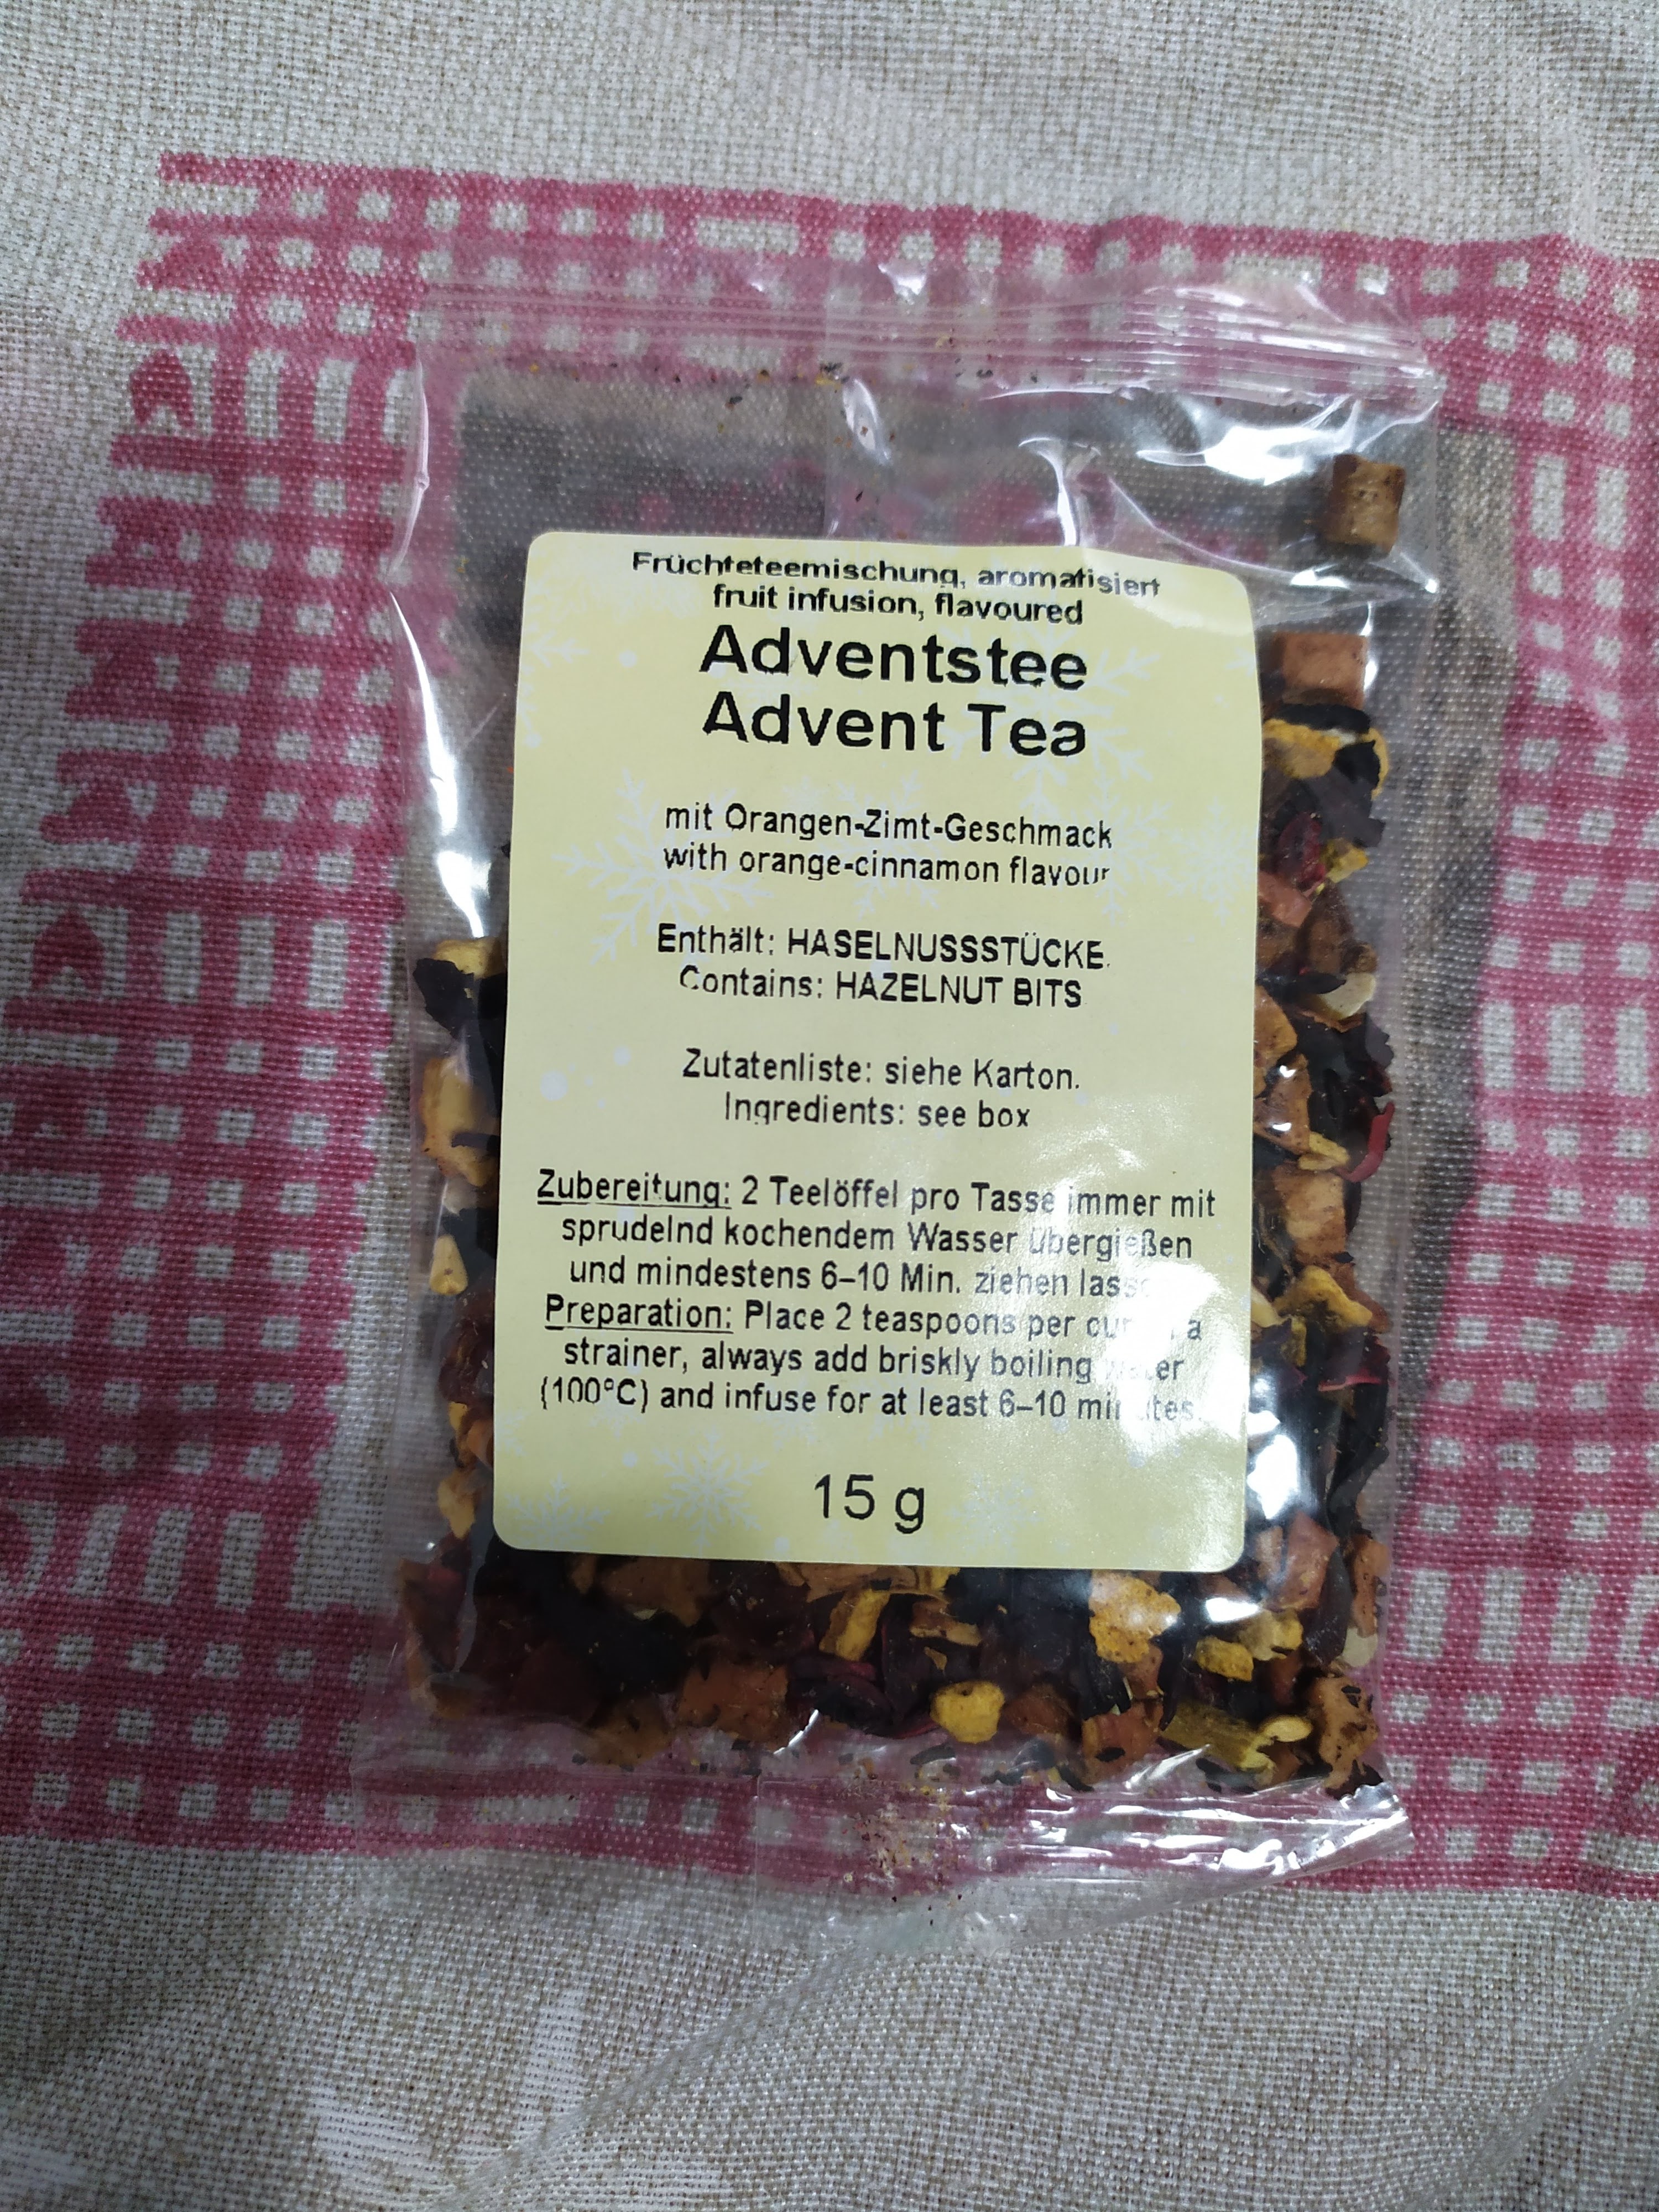 Früchteteemischung, aromatisiert
fruit infusion, flavoured
Adventstee
Advent Tea
mit Orangen-Zimt-Geschmack
with orange-cinnamon flavour
Enthält: HASELNUSSSTÜCKE.
Contains: HAZELNUT BITS
Zutatenliste: siehe Karton.
Ingredients: see box
Zubereitung: 2 Teelöffel pro Tasse immer mit
sprudelnd kochendem Wasser übergießen
und mindestens 6–10 Min. ziehen
Preparation: Place 2 teaspoons per a
strainer, always add briskly boiling water
(100°C) and infuse for at least 6–10 minutes.
15 g